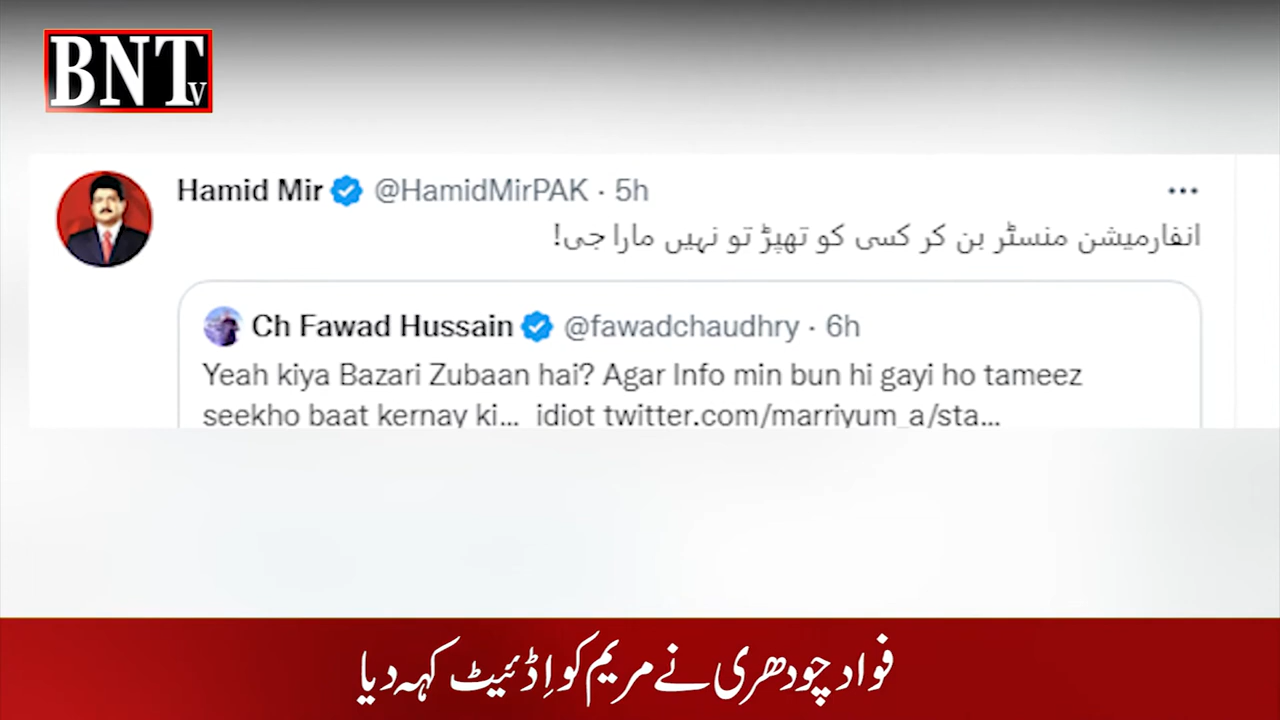 BNTV
Hamid Mir @HamidMirPAK · 5h
انفارمیشن منسٹر بن کر کسی کو تھپڑ تو نہیں مارا جی!
Ch Fawad Hussain @fawadchaudhry · 6h
Yeah kiya Bazari Zubaan hai? Agar Info min bun hi gayi ho tameez
seekho baat kernay ki... idiot twitter.com/marriyum_a/sta...
فواد چودھری نے مریم کو اِڈئیٹ کہہ دیا